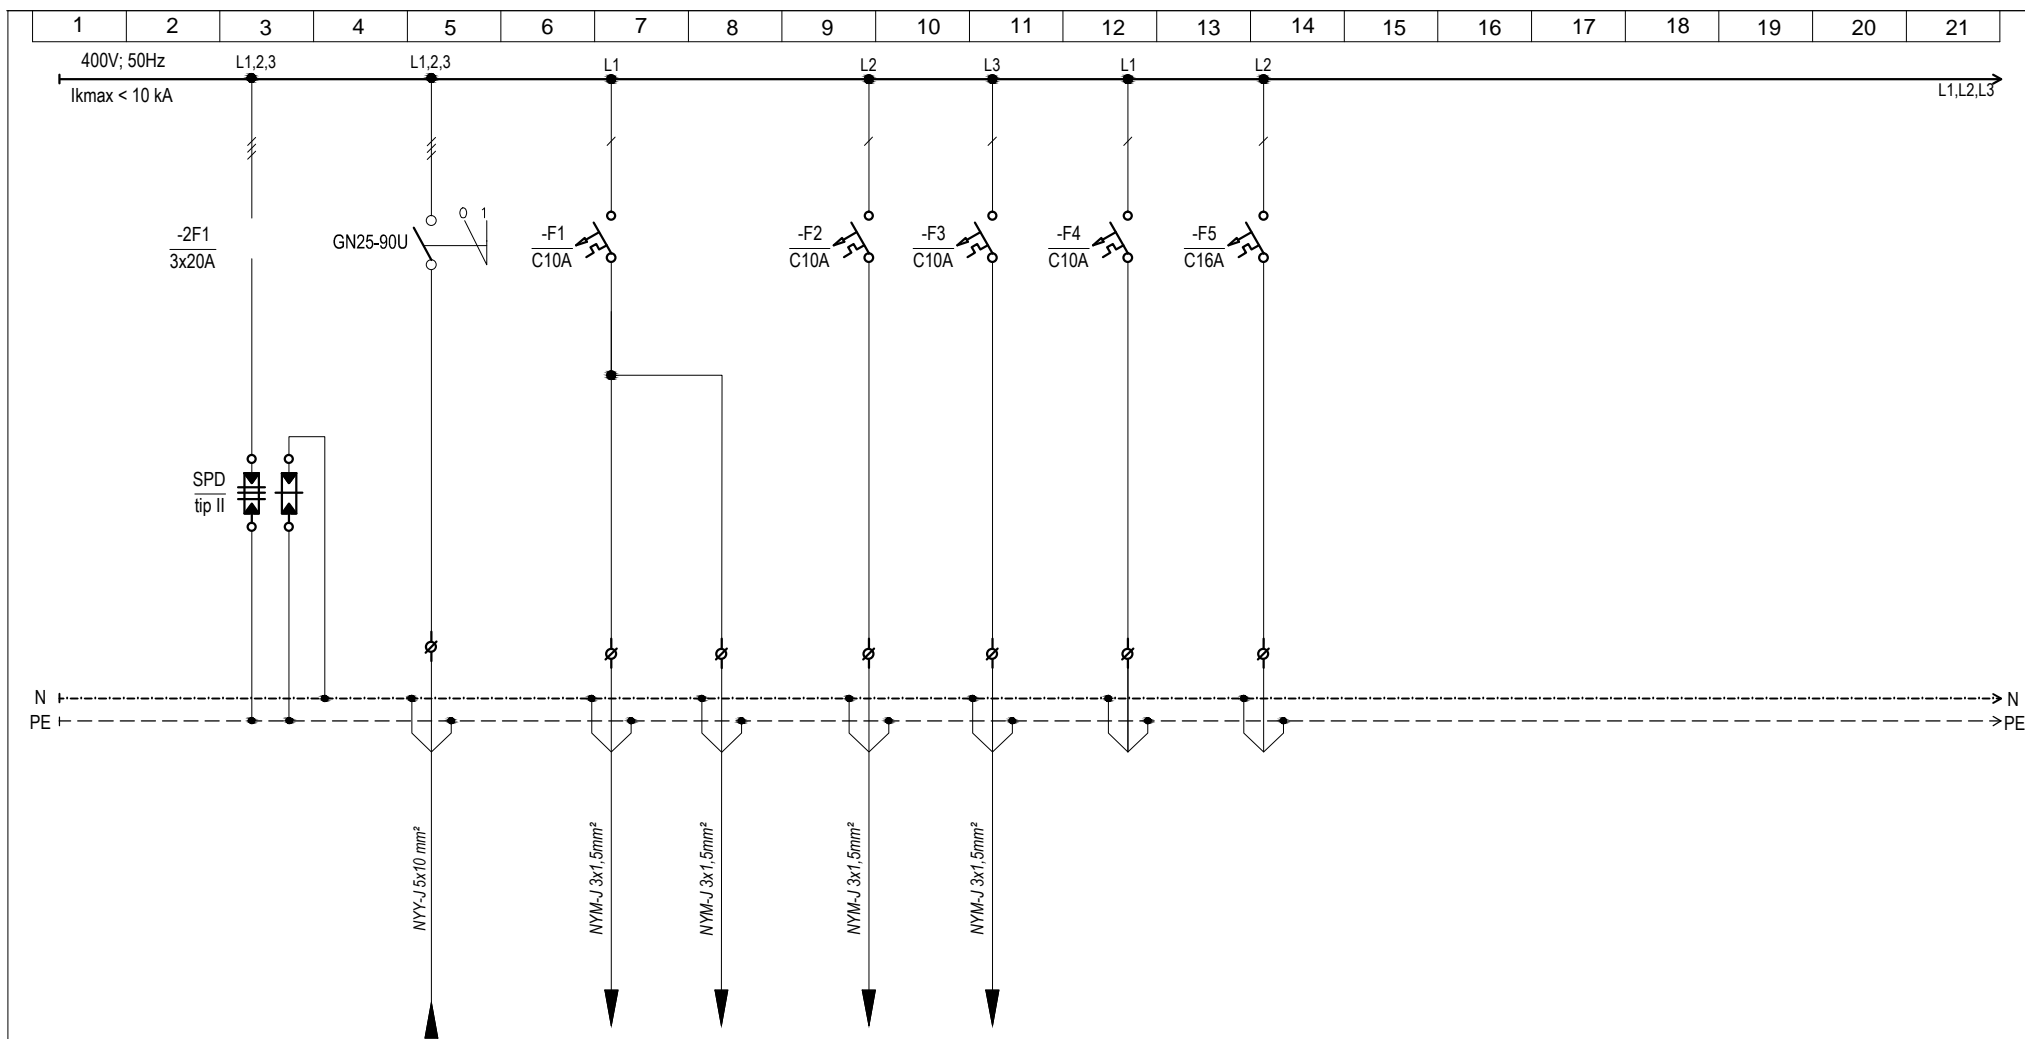 1 2 3 4 5 6 7 8 9 10 11 12 13 14 15 16 17 18 19 20 21
400V; 50Hz L1,2,3 L1,2,3 L1 L2 L3 L1 L2
Ikmax < 10 kA L1,L2,L3
0 1
-2F1 GN25-90U -F1 -F2 -F3 -F4 -F5
3x20A C10A C10A C10A C10A C16A
SPD
tip II
N N
PE PE
NYY-J 5x10 mm²
NYM-J 3x1,5mm²
NYM-J 3x1,5mm²
NYM-J 3x1,5mm²
NYM-J 3x1,5mm²